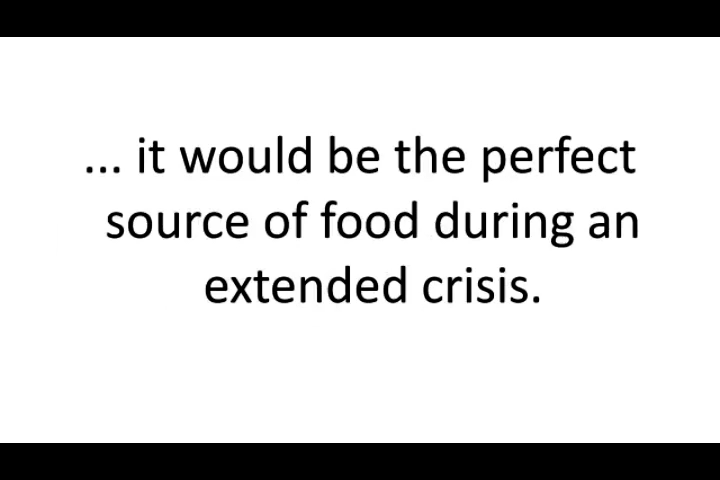 ... it would be the perfect
source of food during an
extended crisis.